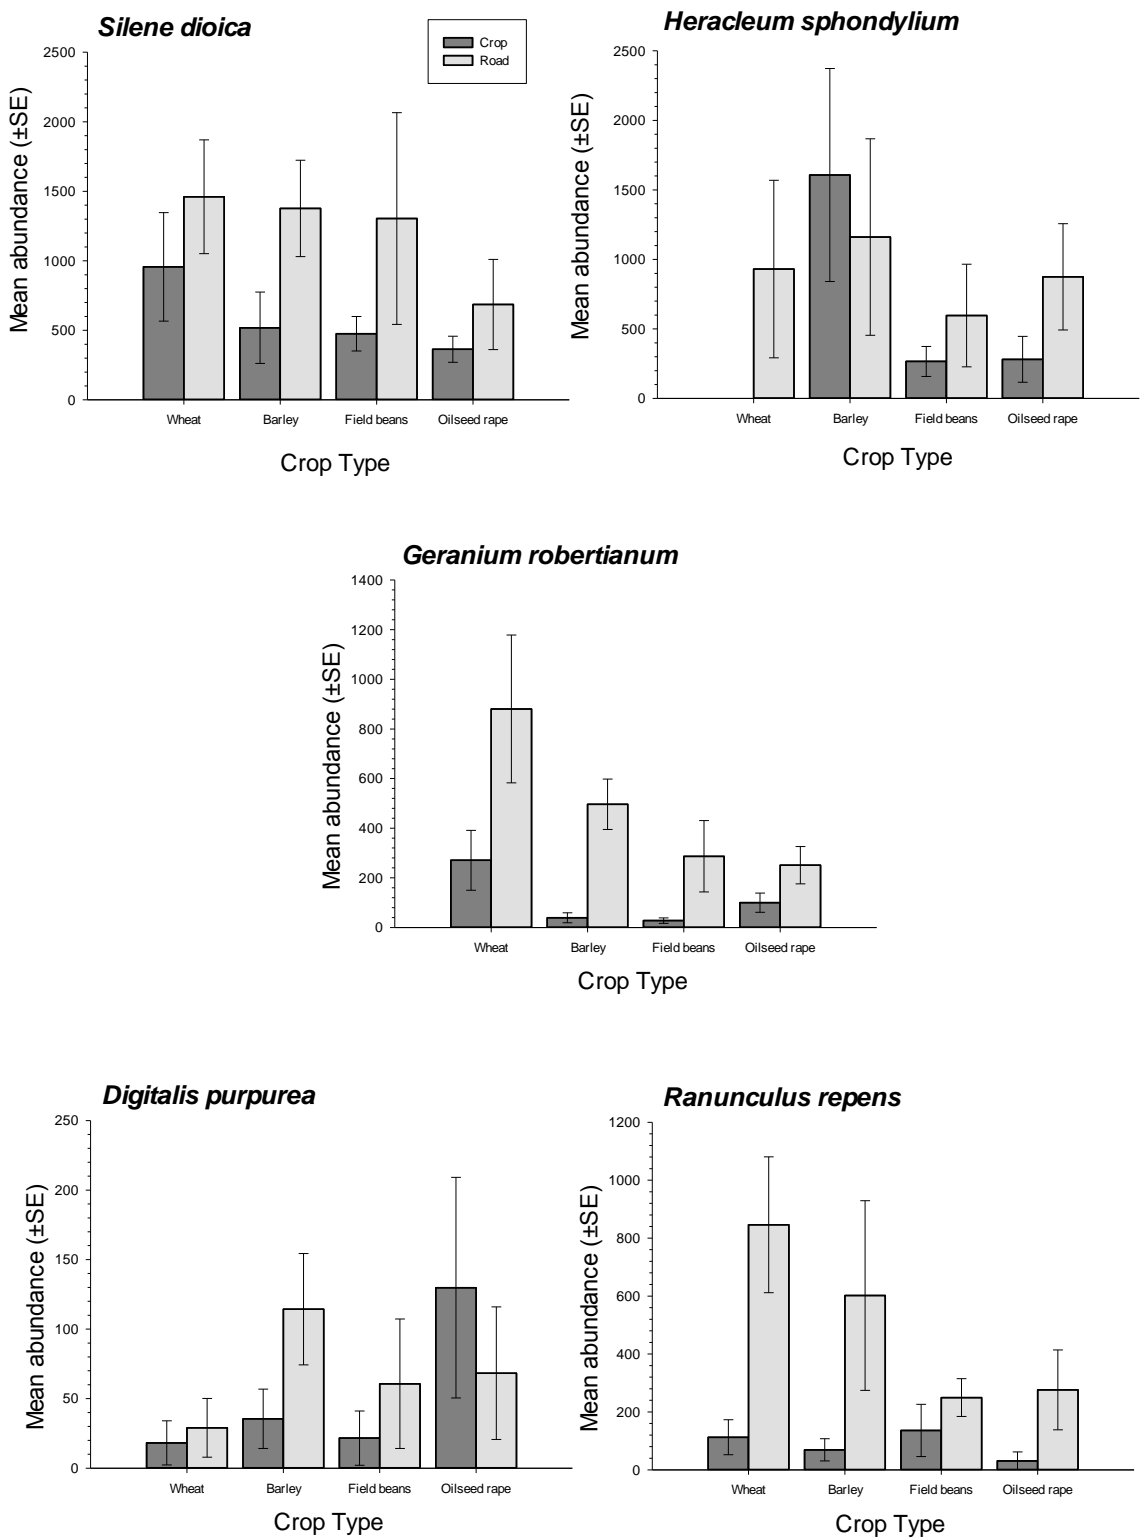 Silene dioica
Crop
Road
2500
2000
1500
1000
500
0
Mean abundance (±SE)
Wheat Barley Field beans Oilseed rape
Crop Type
Heracleum sphondylium
2500
2000
1500
1000
500
0
Mean abundance (±SE)
Wheat Barley Field beans Oilseed rape
Crop Type
Geranium robertianum
1400
1200
1000
800
600
400
200
0
Mean abundance (±SE)
Wheat Barley Field beans Oilseed rape
Crop Type
Digitalis purpurea
250
200
150
100
50
0
Mean abundance (±SE)
Wheat Barley Field beans Oilseed rape
Crop Type
Ranunculus repens
1200
1000
800
600
400
200
0
Mean abundance (±SE)
Wheat Barley Field beans Oilseed rape
Crop Type